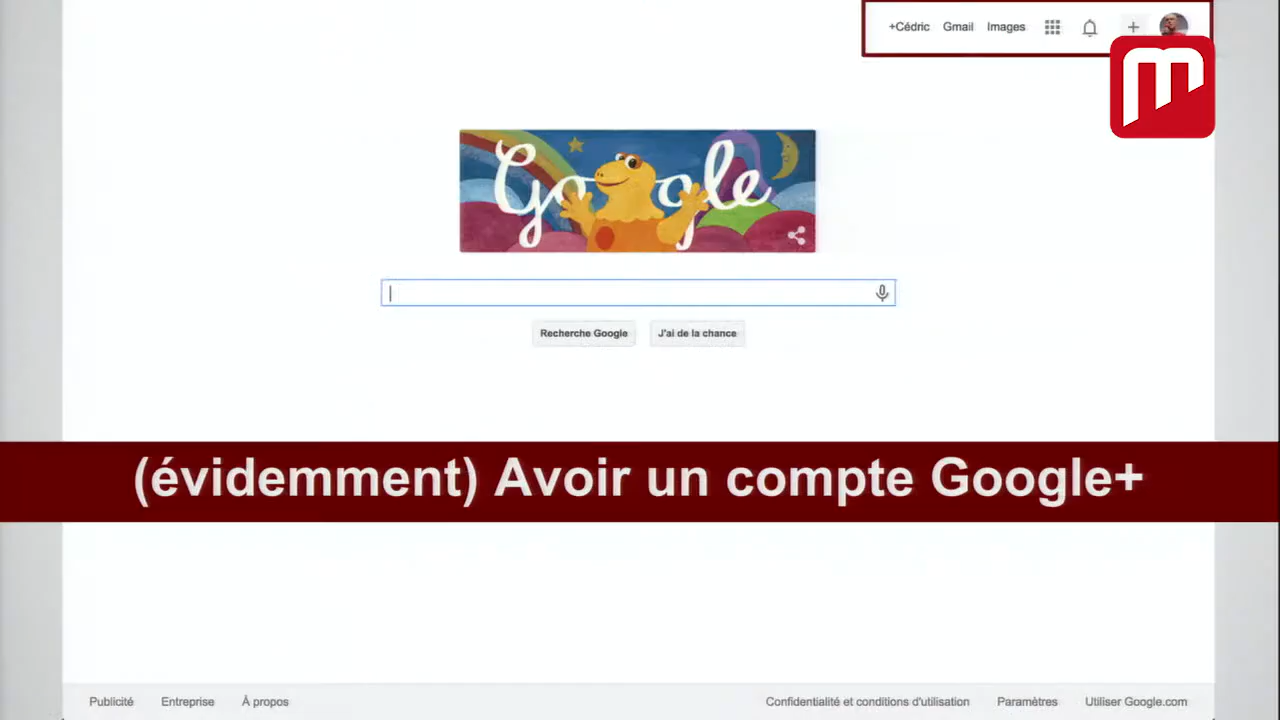 +Cédric Gmail Images
Google
Recherche Google J'ai de la chance
(évidemment) Avoir un compte Google+
Publicité Entreprise À propos Confidentialité et conditions d'utilisation Paramètres Utiliser Google.com